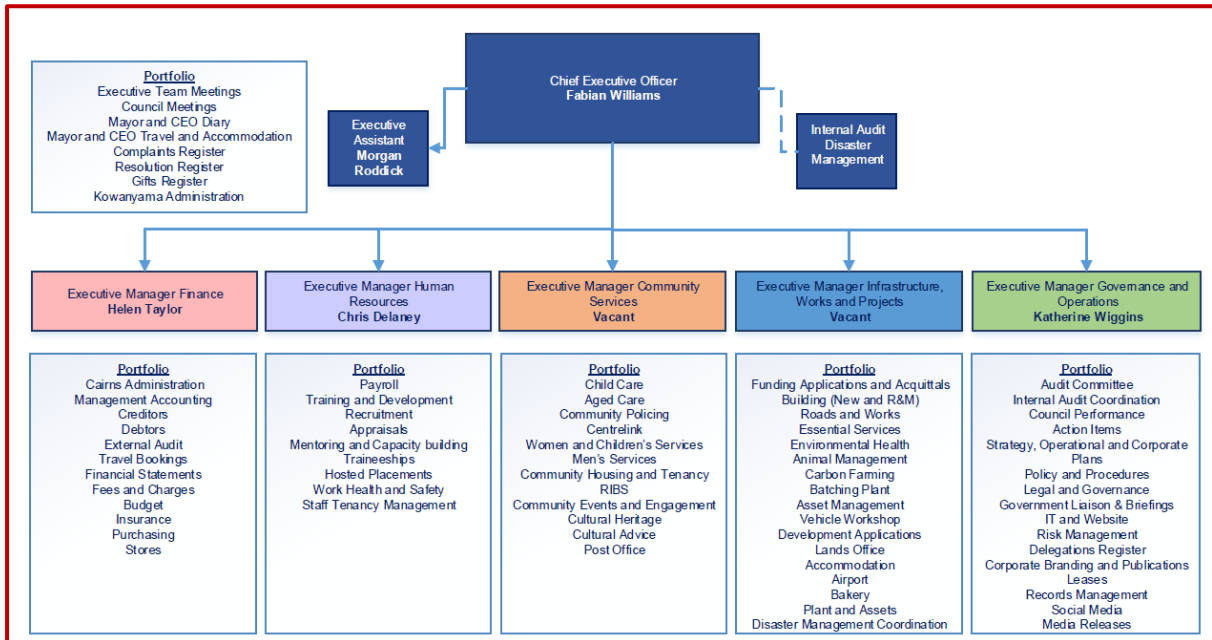 Chief Executive Officer
Fabian Williams
Portfolio
Executive Team Meetings
Council Meetings
Mayor and CEO Diary
Mayor and CEO Travel and Accommodation
Complaints Register
Resolution Register
Gifts Register
Kowanyama Administration
Executive
Assistant
Morgan
Roddick
Internal Audit
Disaster
Management
Executive Manager Finance
Helen Taylor
Executive Manager Human
Resources
Chris Delaney
Executive Manager Community
Services
Vacant
Executive Manager Infrastructure,
Works and Projects
Vacant
Executive Manager Governance and
Operations
Katherine Wiggins
Portfolio
Cairns Administration
Management Accounting
Creditors
Debtors
External Audit
Travel Bookings
Financial Statements
Fees and Charges
Budget
Insurance
Purchasing
Stores
Portfolio
Payroll
Training and Development
Recruitment
Appraisals
Mentoring and Capacity building
Traineeships
Hosted Placements
Work Health and Safety
Staff Tenancy Management
Portfolio
Child Care
Aged Care
Community Policing
Centrelink
Women and Children's Services
Men's Services
Community Housing and Tenancy
RIBS
Community Events and Engagement
Cultural Heritage
Cultural Advice
Post Office
Portfolio
Funding Applications and Acquittals
Building (New and R&M)
Roads and Works
Essential Services
Environmental Health
Animal Management
Carbon Farming
Batching Plant
Asset Management
Vehicle Workshop
Development Applications
Lands Office
Accommodation
Airport
Bakery
Plant and Assets
Disaster Management Coordination
Portfolio
Audit Committee
Internal Audit Coordination
Council Performance
Action Items
Strategy, Operational and Corporate
Plans
Policy and Procedures
Legal and Governance
Government Liaison & Briefings
IT and Website
Risk Management
Delegations Register
Corporate Branding and Publications
Leases
Records Management
Social Media
Media Releases